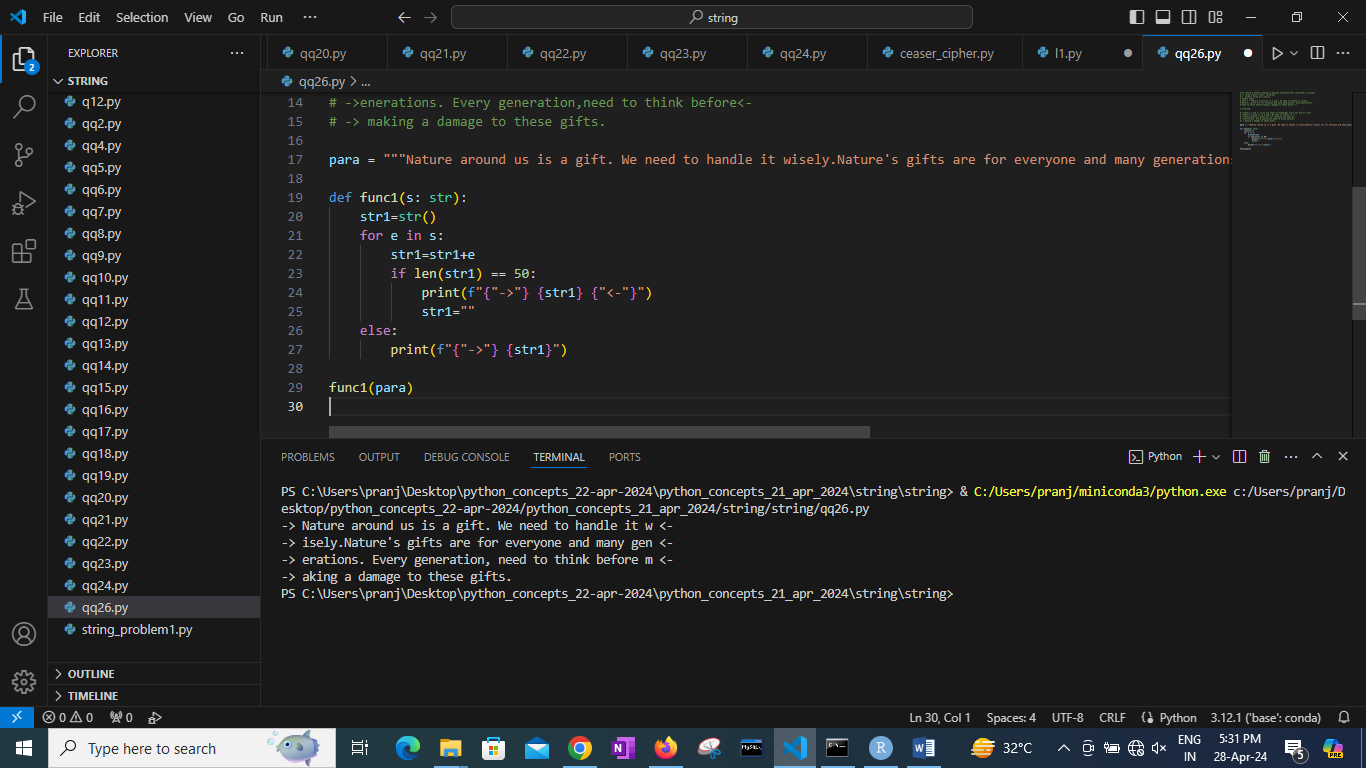 File Edit Selection View Go Run ··· string
EXPLORER ···
STRING
q12.py
qq2.py
qq4.py
qq5.py
qq6.py
qq7.py
qq8.py
qq9.py
qq10.py
qq11.py
qq12.py
qq13.py
qq14.py
qq15.py
qq16.py
qq17.py
qq18.py
qq19.py
qq20.py
qq21.py
qq22.py
qq23.py
qq24.py
qq26.py
string_problem1.py
OUTLINE
TIMELINE
2
qq20.py qq21.py qq22.py qq23.py qq24.py ceaser_cipher.py l1.py qq26.py ···
qq26.py > ...
14 # ->enerations. Every generation,need to think before<-
15 # -> making a damage to these gifts.
16
17 para = """Nature around us is a gift. We need to handle it wisely.Nature's gifts are for everyone and many generation
18
19 def func1(s: str):
20     str1=str()
21     for e in s:
22         str1=str1+e
23         if len(str1) == 50:
24             print(f"{"->"} {str1} {"<-"}")
25             str1=""
26     else:
27         print(f"{"->"} {str1}")
28
29 func1(para)
30
PROBLEMS OUTPUT DEBUG CONSOLE TERMINAL PORTS Python ···
PS C:\Users\pranj\Desktop\python_concepts_22-apr-2024\python_concepts_21_apr_2024\string\string> & C:/Users/pranj/miniconda3/python.exe c:/Users/pranj/D
esktop/python_concepts_22-apr-2024/python_concepts_21_apr_2024/string/string/qq26.py
-> Nature around us is a gift. We need to handle it w <-
-> isely.Nature's gifts are for everyone and many gen <-
-> erations. Every generation, need to think before m <-
-> aking a damage to these gifts.
PS C:\Users\pranj\Desktop\python_concepts_22-apr-2024\python_concepts_21_apr_2024\string\string>
0 0 0 Ln 30, Col 1 Spaces: 4 UTF-8 CRLF Python 3.12.1 ('base': conda)
Type here to search 32°C ENG 5:31 PM
IN 28-Apr-24 5